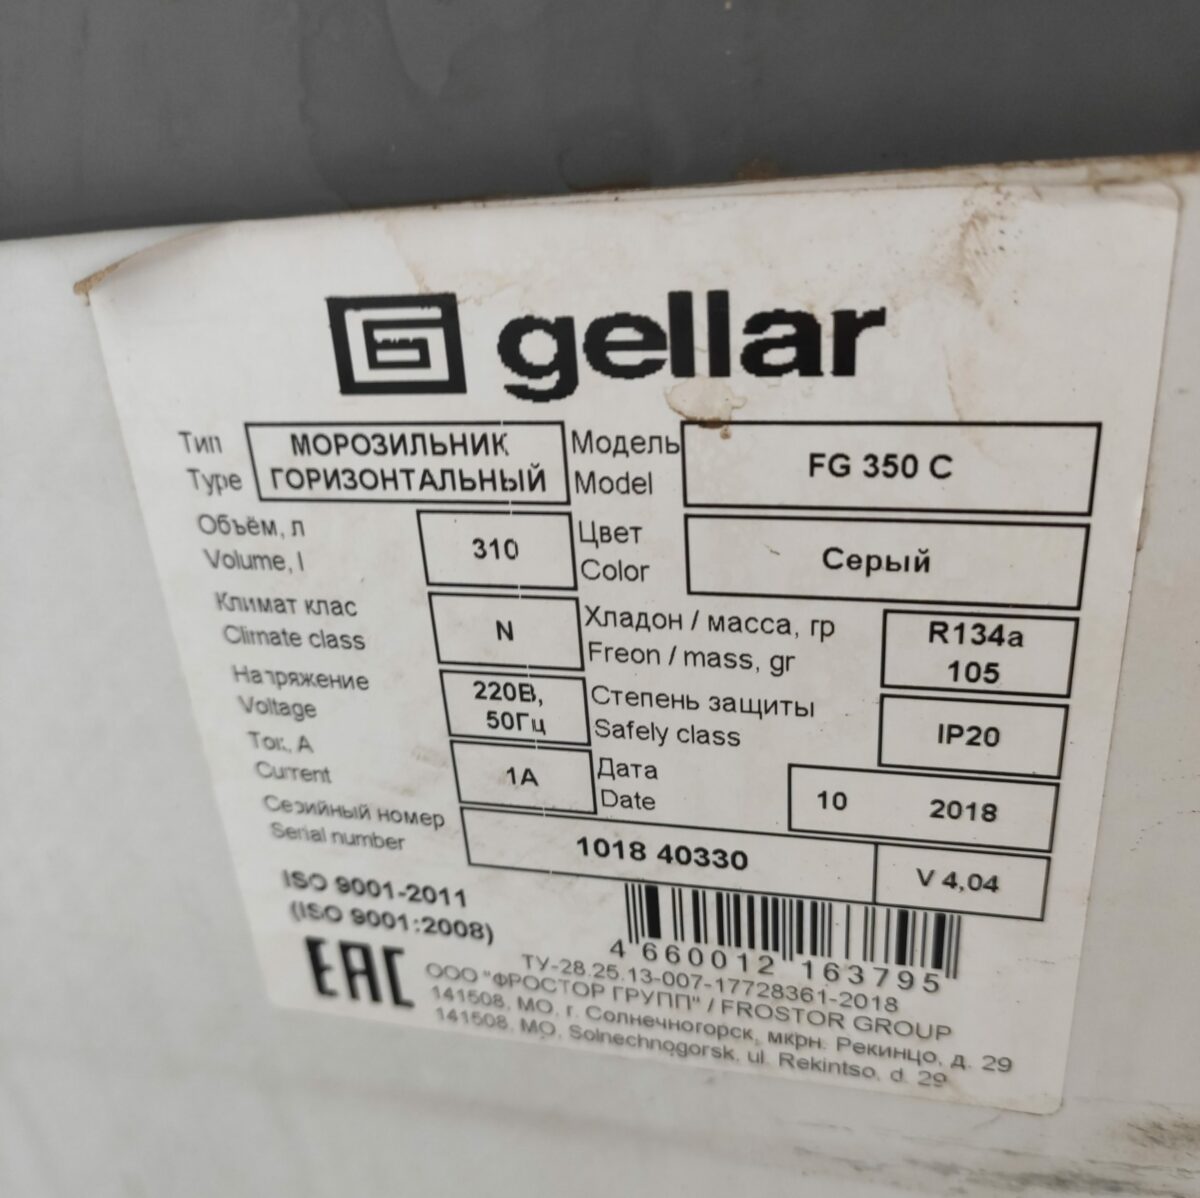 gellar
Тип МОРОЗИЛЬНИК Модель FG 350 C
Type ГОРИЗОНТАЛЬНЫЙ Model
Объём, л 310 Цвет Серый
Volume, l Color
Климат клас N Хладон / масса, гр R134a
Climate class Freon / mass, gr 105
Напряжение 220В, Степень защиты IP20
Voltage 50Гц Safely class
Ток, А 1А Дата 10 2018
Current Date
Серийный номер 1018 40330 V 4,04
Serial number
ISO 9001-2011
(ISO 9001:2008)
4 660012 163795
EAC
ТУ-28.25.13-007-17728361-2018
ООО "ФРОСТОР ГРУПП" / FROSTOR GROUP
141508, МО, г. Солнечногорск, мкрн. Рекинцо, д. 29
141508, MO, Solnechnogorsk, ul. Rekintso, d. 29